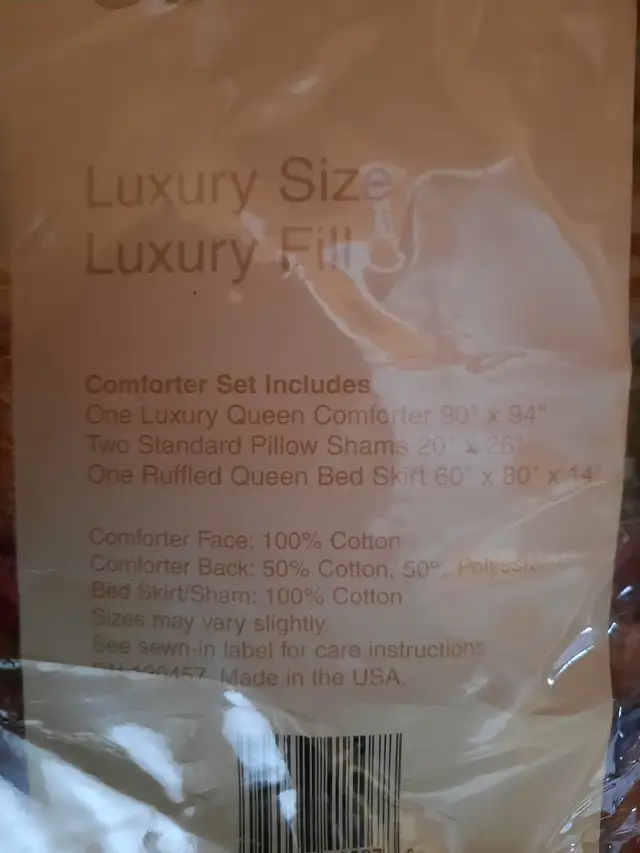 Luxury Size
Luxury Fill
Comforter Set Includes
One Luxury Queen Comforter 90" x 94"
Two Standard Pillow Shams 20" x 26"
One Ruffled Queen Bed Skirt 60" x 80" x 14"
Comforter Face: 100% Cotton
Comforter Back: 50% Cotton, 50% Polyester
Bed Skirt/Sham: 100% Cotton
Sizes may vary slightly.
See sewn-in label for care instructions
Made in the USA.